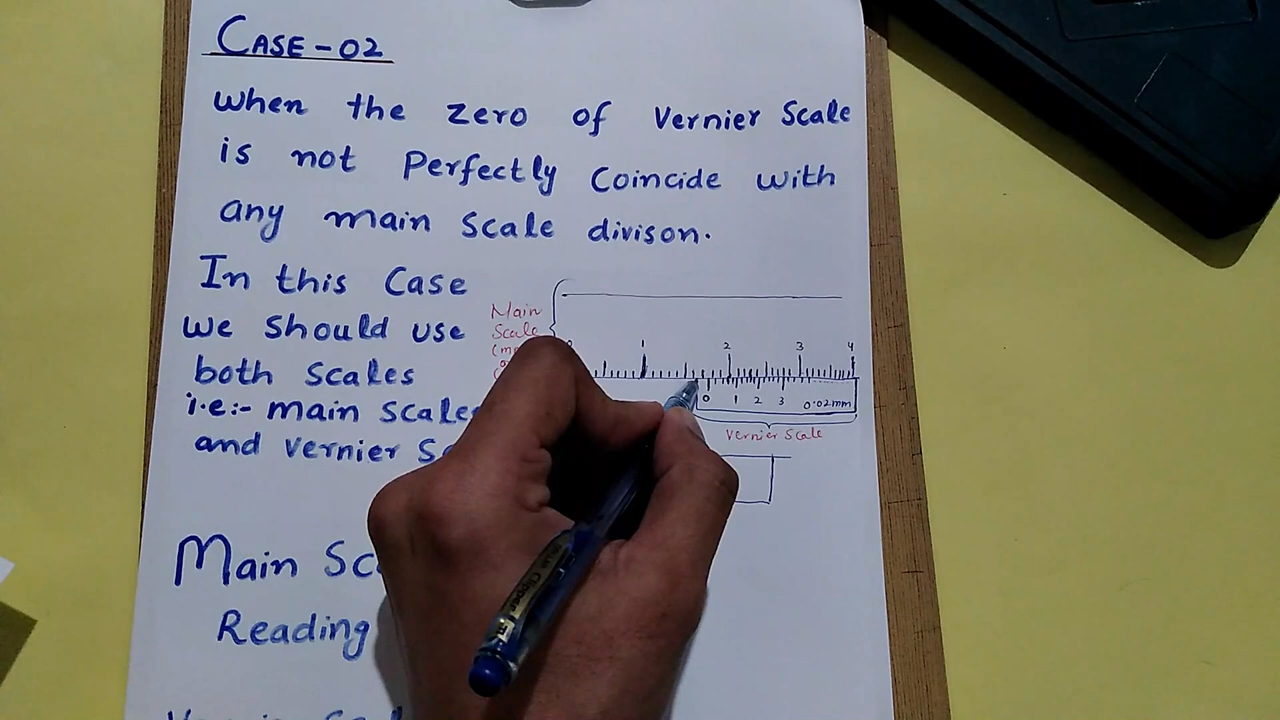 CASE-02
when the zero of Vernier Scale
is not Perfectly Coincide with
any main Scale divison.
In this Case
we should use
both scales
i.e:- main scales
and Vernier
Main
Scale
1 2 3 4
0 1 2 3 0.02mm
Vernier Scale
Main
Reading